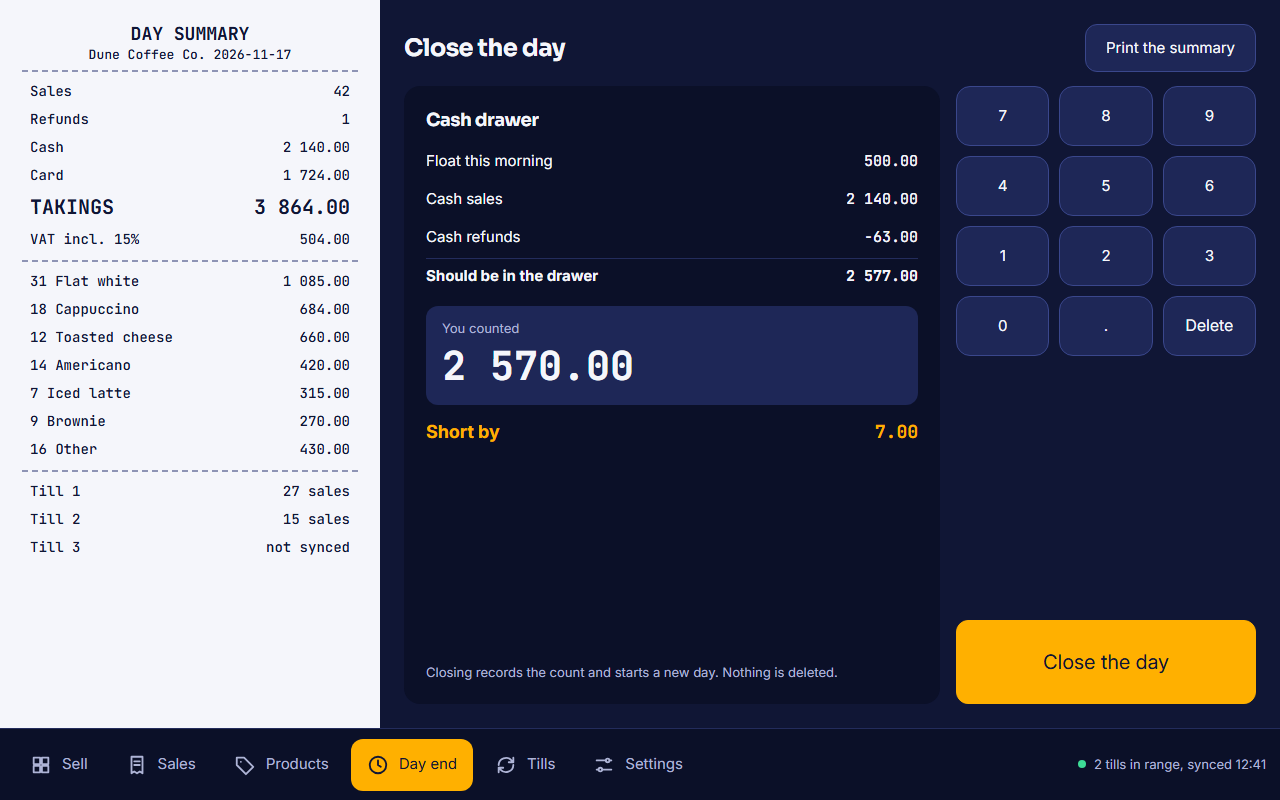 DAY SUMMARY
Dune Coffee Co. 2026-11-17
Sales 42
Refunds 1
Cash 2 140.00
Card 1 724.00
TAKINGS 3 864.00
VAT incl. 15% 504.00
31 Flat white 1 085.00
18 Cappuccino 684.00
12 Toasted cheese 660.00
14 Americano 420.00
7 Iced latte 315.00
9 Brownie 270.00
16 Other 430.00
Till 1 27 sales
Till 2 15 sales
Till 3 not synced
Close the day
Print the summary
Cash drawer
Float this morning 500.00
Cash sales 2 140.00
Cash refunds -63.00
Should be in the drawer 2 577.00
You counted
2 570.00
Short by 7.00
Closing records the count and starts a new day. Nothing is deleted.
7 8 9
4 5 6
1 2 3
0 . Delete
Close the day
Sell Sales Products Day end Tills Settings
2 tills in range, synced 12:41